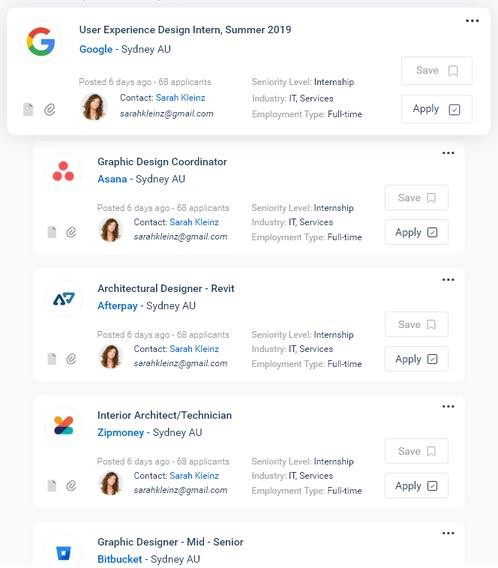 User Experience Design Intern, Summer 2019
Google - Sydney AU
Save
Posted 6 days ago - 68 applicants
Seniority Level: Internship
Contact: Sarah Kleinz
Industry: IT, Services
Apply
sarahkleinz@gmail.com
Employment Type: Full-time
Graphic Design Coordinator
Asana - Sydney AU
Save
Posted 6 days ago - 68 applicants
Seniority Level: Internship
Contact: Sarah Kleinz
Industry: IT, Services
Apply
sarahkleinz@gmail.com
Employment Type: Full-time
Architectural Designer - Revit
Afterpay - Sydney AU
Save
Posted 6 days ago - 68 applicants
Seniority Level: Internship
Contact: Sarah Kleinz
Industry: IT, Services
Apply
sarahkleinz@gmail.com
Employment Type: Full-time
Interior Architect/Technician
Zipmoney - Sydney AU
Save
Posted 6 days ago - 68 applicants
Seniority Level: Internship
Contact: Sarah Kleinz
Industry: IT, Services
Apply
sarahkleinz@gmail.com
Employment Type: Full-time
Graphic Designer - Mid - Senior
Bitbucket - Sydney AU